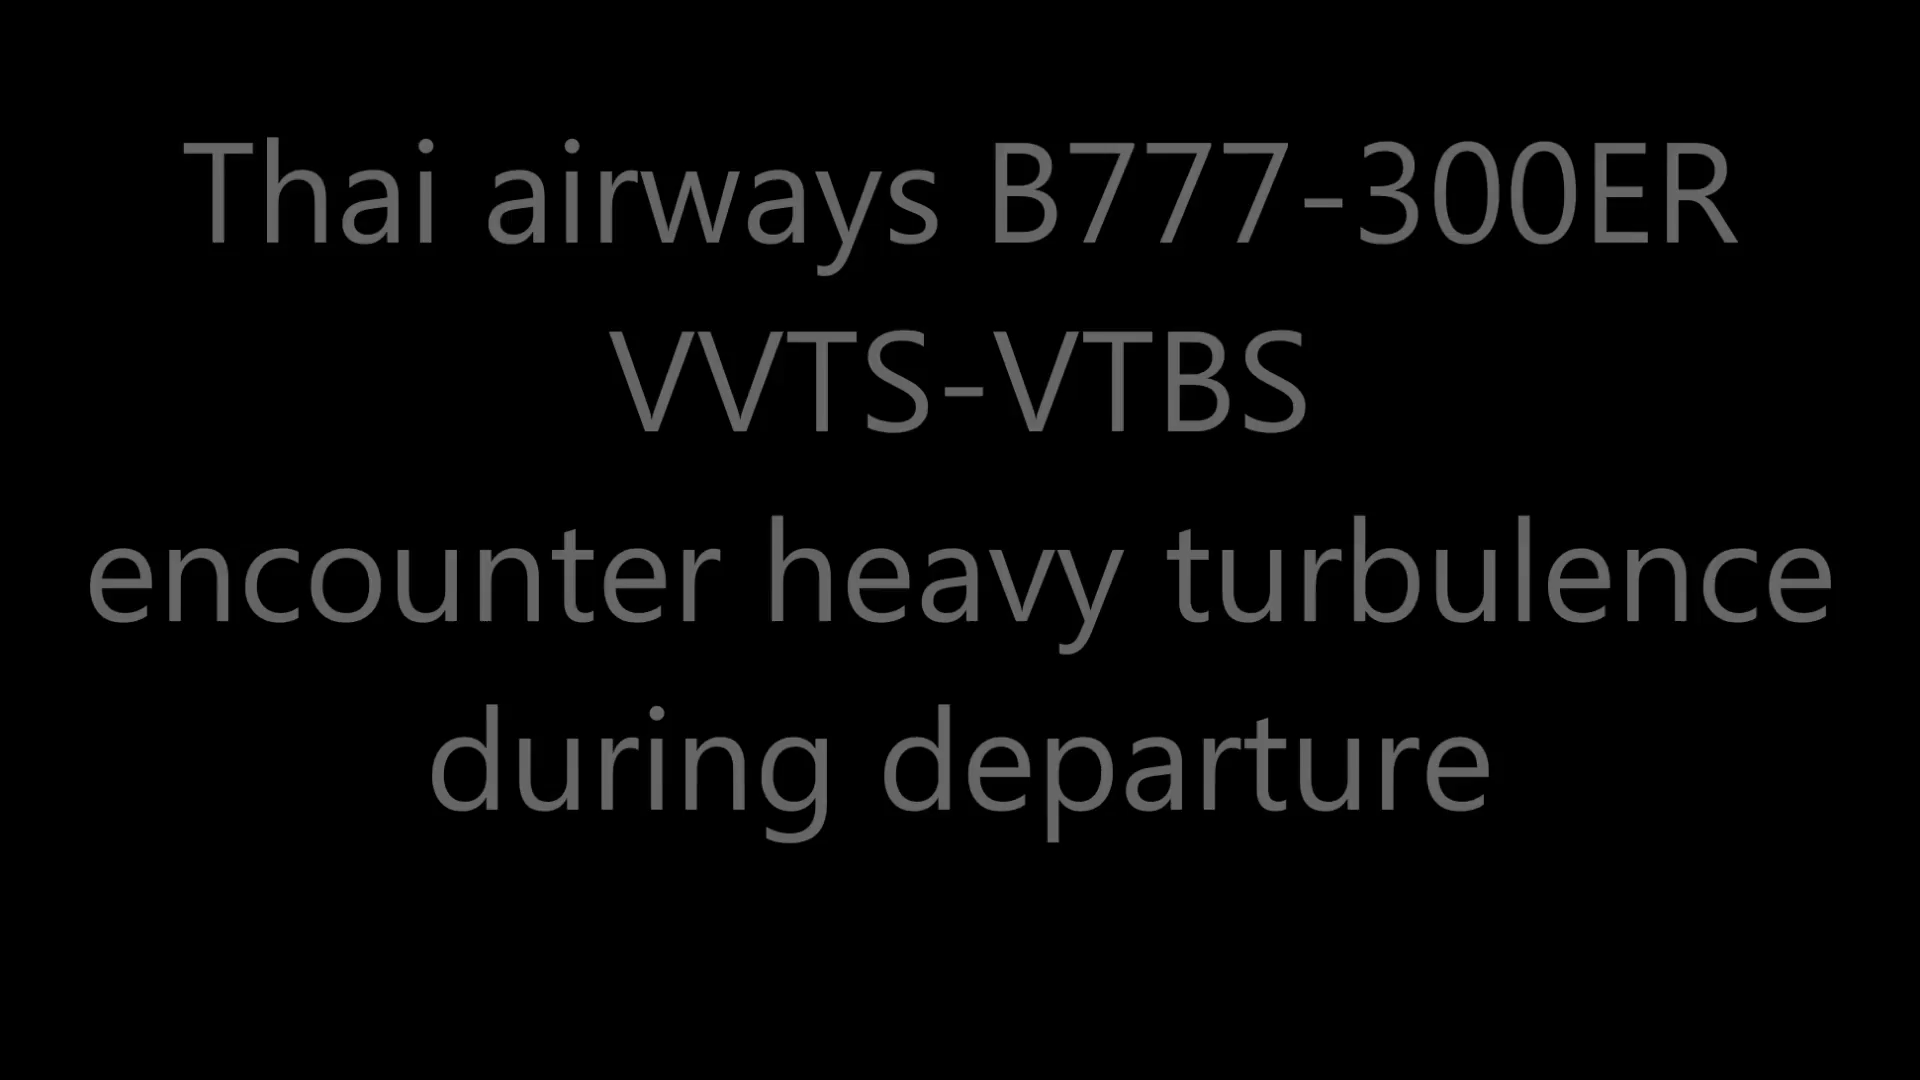 Thai airways B777-300ER
VVTS-VTBS
encounter heavy turbulence
during departure